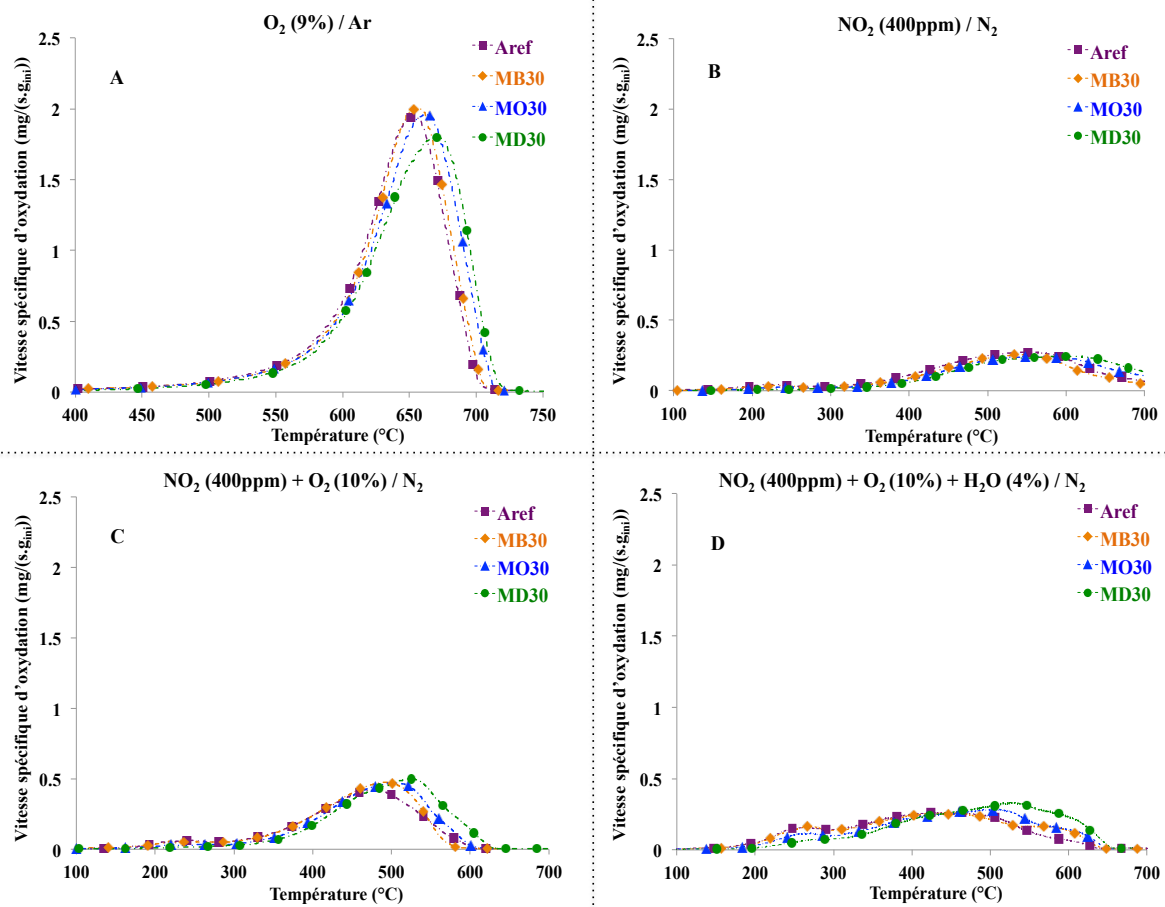 O₂ (9%) / Ar
Vitesse spécifique d'oxydation (mg/(s.g_ini))
2.5
2
1.5
1
0.5
0
A
Aref
MB30
MO30
MD30
400 450 500 550 600 650 700 750
Température (°C)
NO₂ (400ppm) / N₂
Vitesse spécifique d'oxydation (mg/(s.g_ini))
2.5
2
1.5
1
0.5
0
B
Aref
MB30
MO30
MD30
100 200 300 400 500 600 700
Température (°C)
NO₂ (400ppm) + O₂ (10%) / N₂
Vitesse spécifique d'oxydation (mg/(s.g_ini))
2.5
2
1.5
1
0.5
0
C
Aref
MB30
MO30
MD30
100 200 300 400 500 600 700
Température (°C)
NO₂ (400ppm) + O₂ (10%) + H₂O (4%) / N₂
Vitesse spécifique d'oxydation (mg/(s.g_ini))
2.5
2
1.5
1
0.5
0
D
Aref
MB30
MO30
MD30
100 200 300 400 500 600 700
Température (°C)